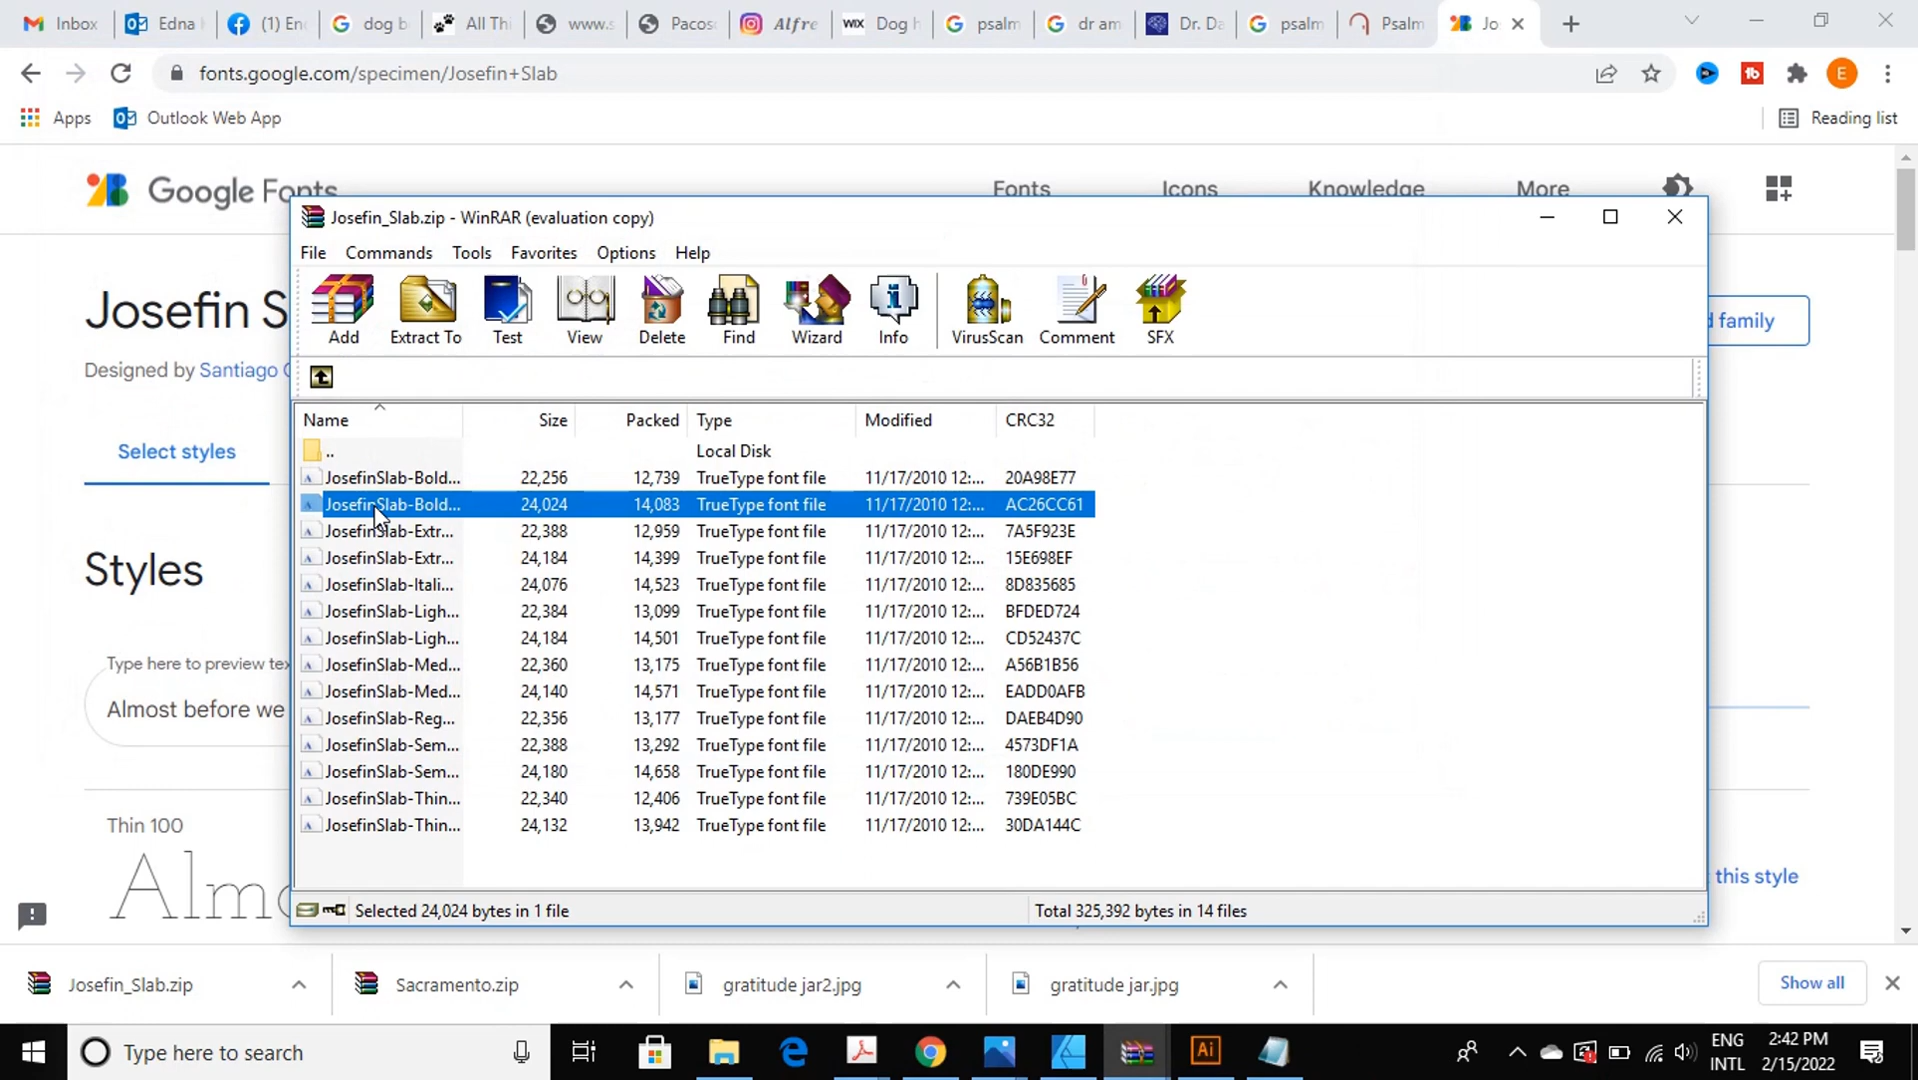 Inbox Edna (1) En dog b All Thi www.s Pacos Alfre WIX Dog h psalm dr am Dr. Da psalm Psalm Jo
fonts.google.com/specimen/Josefin+Slab
Apps Outlook Web App Reading list
Google Fonts Fonts Icons Knowledge More
Josefin_Slab.zip - WinRAR (evaluation copy)
File Commands Tools Favorites Options Help
Josefin S
family
Add Extract To Test View Delete Find Wizard Info VirusScan Comment SFX
Designed by Santiago
Name Size Packed Type Modified CRC32
Select styles
.. Local Disk
JosefinSlab-Bold... 22,256 12,739 TrueType font file 11/17/2010 12:... 20A98E77
JosefinSlab-Bold... 24,024 14,083 TrueType font file 11/17/2010 12:... AC26CC61
JosefinSlab-Extr... 22,388 12,959 TrueType font file 11/17/2010 12:... 7A5F923E
JosefinSlab-Extr... 24,184 14,399 TrueType font file 11/17/2010 12:... 15E698EF
Styles
JosefinSlab-Itali... 24,076 14,523 TrueType font file 11/17/2010 12:... 8D835685
JosefinSlab-Ligh... 22,384 13,099 TrueType font file 11/17/2010 12:... BFDED724
JosefinSlab-Ligh... 24,184 14,501 TrueType font file 11/17/2010 12:... CD52437C
Type here to preview tex
JosefinSlab-Med... 22,360 13,175 TrueType font file 11/17/2010 12:... A56B1B56
JosefinSlab-Med... 24,140 14,571 TrueType font file 11/17/2010 12:... EADD0AFB
Almost before we
JosefinSlab-Reg... 22,356 13,177 TrueType font file 11/17/2010 12:... DAEB4D90
JosefinSlab-Sem... 22,388 13,292 TrueType font file 11/17/2010 12:... 4573DF1A
JosefinSlab-Sem... 24,180 14,658 TrueType font file 11/17/2010 12:... 180DE990
JosefinSlab-Thin... 22,340 12,406 TrueType font file 11/17/2010 12:... 739E05BC
JosefinSlab-Thin... 24,132 13,942 TrueType font file 11/17/2010 12:... 30DA144C
Thin 100
Almo
this style
Selected 24,024 bytes in 1 file Total 325,392 bytes in 14 files
Josefin_Slab.zip Sacramento.zip gratitude jar2.jpg gratitude jar.jpg Show all
Type here to search
ENG 2:42 PM
INTL 2/15/2022